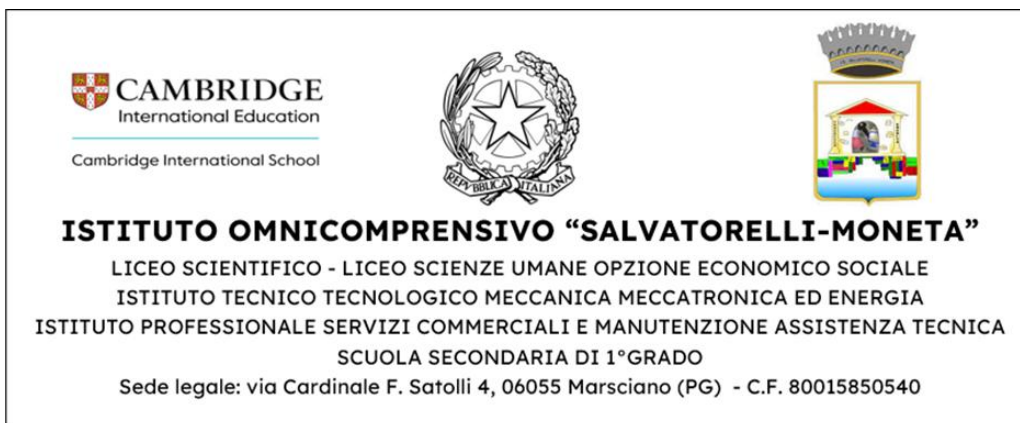 CAMBRIDGE
International Education
Cambridge International School
REPVBBLICA ITALIANA
ISTITUTO OMNICOMPRENSIVO “SALVATORELLI-MONETA”
LICEO SCIENTIFICO - LICEO SCIENZE UMANE OPZIONE ECONOMICO SOCIALE
ISTITUTO TECNICO TECNOLOGICO MECCANICA MECCATRONICA ED ENERGIA
ISTITUTO PROFESSIONALE SERVIZI COMMERCIALI E MANUTENZIONE ASSISTENZA TECNICA
SCUOLA SECONDARIA DI 1°GRADO
Sede legale: via Cardinale F. Satolli 4, 06055 Marsciano (PG) - C.F. 80015850540